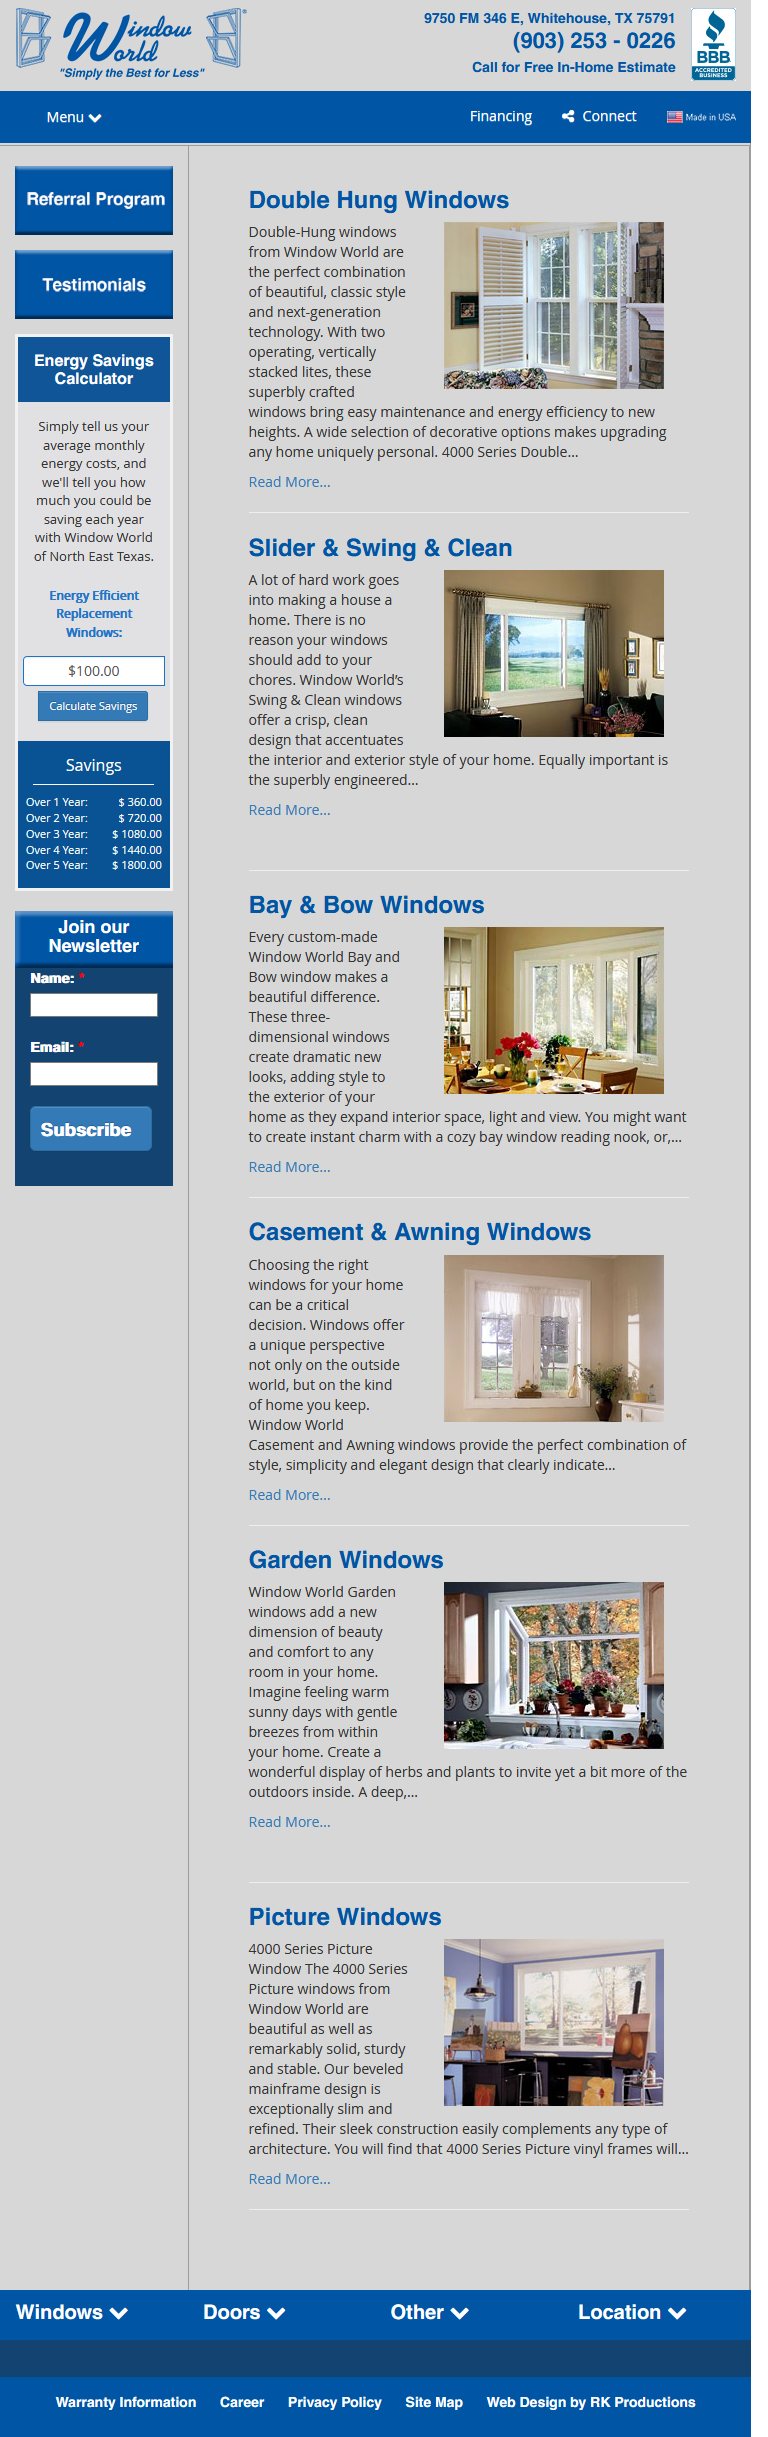 Window World®
"Simply the Best for Less"
9750 FM 346 E, Whitehouse, TX 75791
(903) 253 - 0226
Call for Free In-Home Estimate
BBB
ACCREDITED
BUSINESS
Menu
Financing
Connect
Made in USA
Referral Program
Testimonials
Energy Savings
Calculator
Simply tell us your
average monthly
energy costs, and
we'll tell you how
much you could be
saving each year
with Window World
of North East Texas.
Energy Efficient
Replacement
Windows:
$100.00
Calculate Savings
Savings
Over 1 Year: $ 360.00
Over 2 Year: $ 720.00
Over 3 Year: $ 1080.00
Over 4 Year: $ 1440.00
Over 5 Year: $ 1800.00
Join our
Newsletter
Name: *
Email: *
Subscribe
Double Hung Windows
Double-Hung windows
from Window World are
the perfect combination
of beautiful, classic style
and next-generation
technology. With two
operating, vertically
stacked lites, these
superbly crafted
windows bring easy maintenance and energy efficiency to new
heights. A wide selection of decorative options makes upgrading
any home uniquely personal. 4000 Series Double...
Read More...
Slider & Swing & Clean
A lot of hard work goes
into making a house a
home. There is no
reason your windows
should add to your
chores. Window World's
Swing & Clean windows
offer a crisp, clean
design that accentuates
the interior and exterior style of your home. Equally important is
the superbly engineered...
Read More...
Bay & Bow Windows
Every custom-made
Window World Bay and
Bow window makes a
beautiful difference.
These three-
dimensional windows
create dramatic new
looks, adding style to
the exterior of your
home as they expand interior space, light and view. You might want
to create instant charm with a cozy bay window reading nook, or,...
Read More...
Casement & Awning Windows
Choosing the right
windows for your home
can be a critical
decision. Windows offer
a unique perspective
not only on the outside
world, but on the kind
of home you keep.
Window World
Casement and Awning windows provide the perfect combination of
style, simplicity and elegant design that clearly indicate...
Read More...
Garden Windows
Window World Garden
windows add a new
dimension of beauty
and comfort to any
room in your home.
Imagine feeling warm
sunny days with gentle
breezes from within
your home. Create a
wonderful display of herbs and plants to invite yet a bit more of the
outdoors inside. A deep,...
Read More...
Picture Windows
4000 Series Picture
Window The 4000 Series
Picture windows from
Window World are
beautiful as well as
remarkably solid, sturdy
and stable. Our beveled
mainframe design is
exceptionally slim and
refined. Their sleek construction easily complements any type of
architecture. You will find that 4000 Series Picture vinyl frames will...
Read More...
Windows Doors Other Location
Warranty Information Career Privacy Policy Site Map Web Design by RK Productions